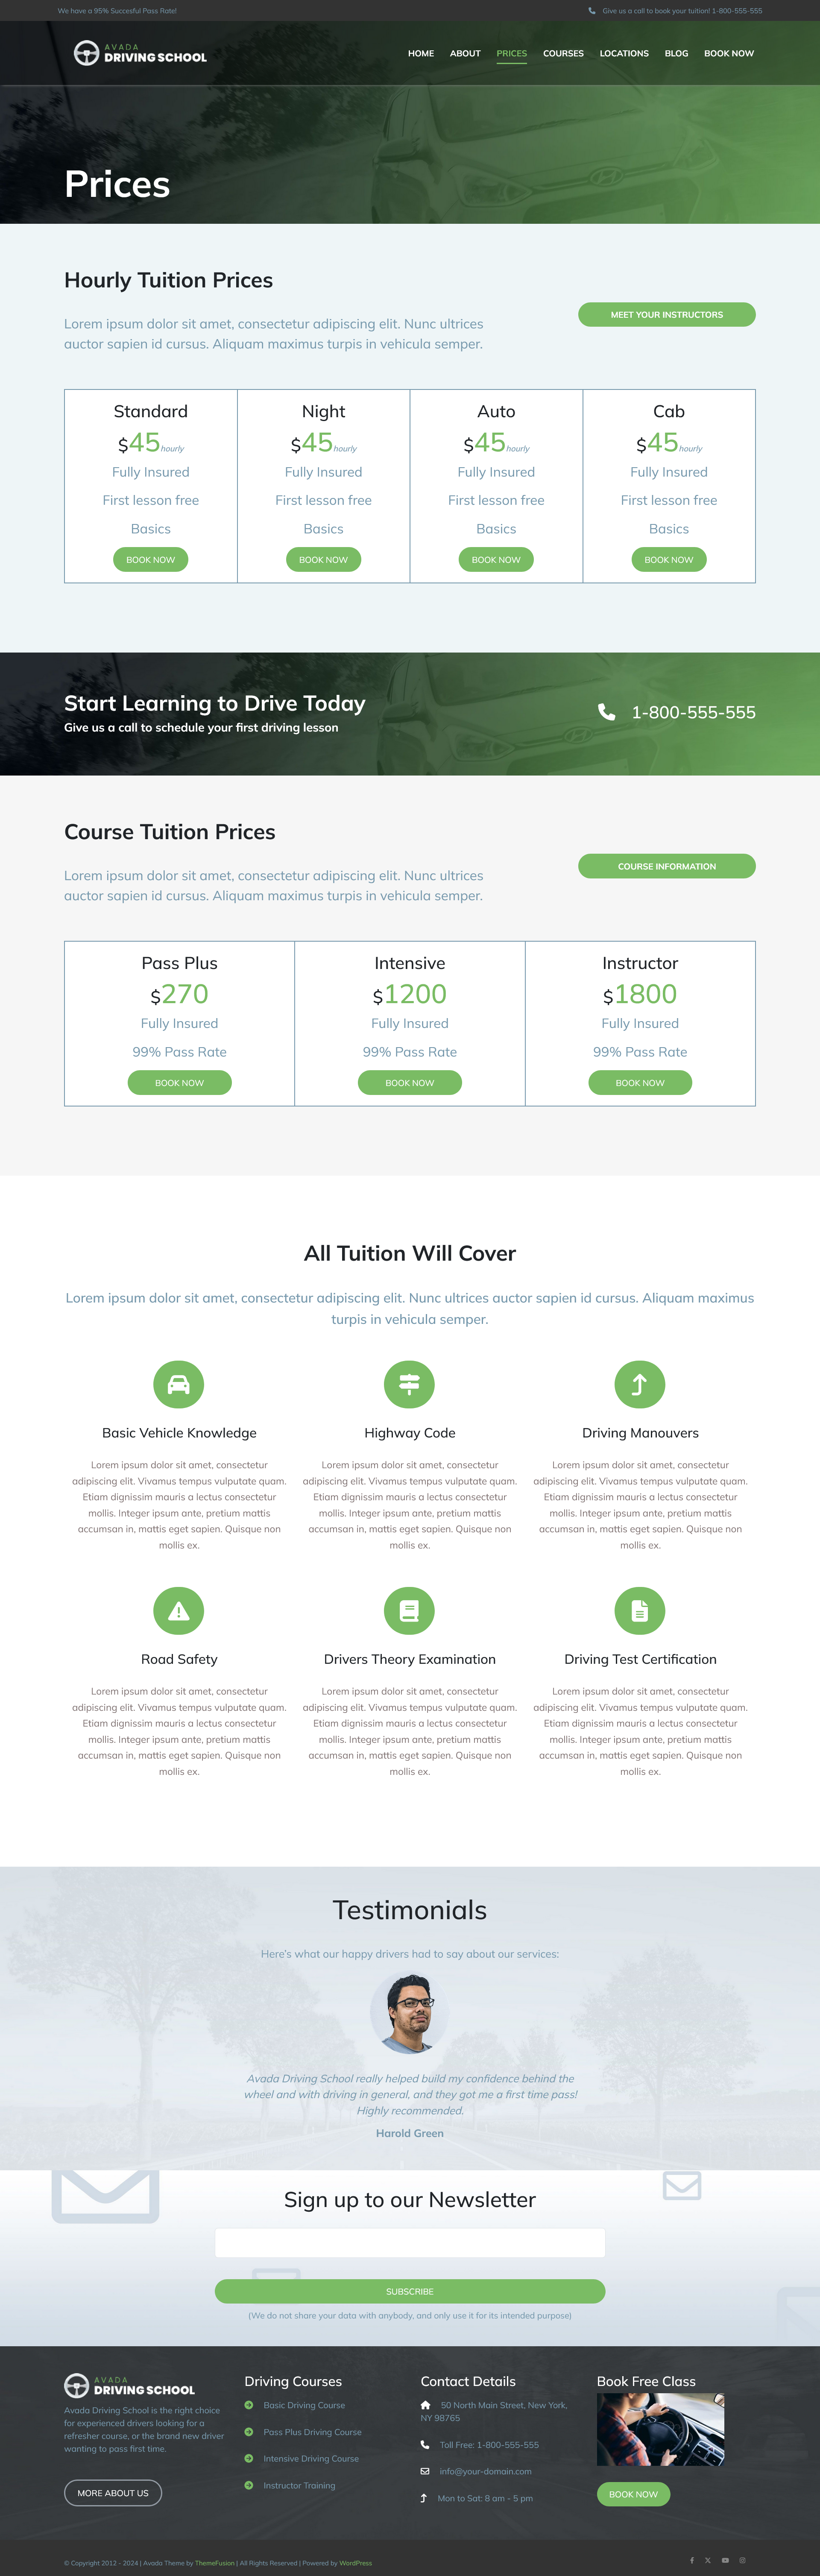 We have a 95% Succesful Pass Rate!
Give us a call to book your tuition! 1-800-555-555
AVADA
DRIVING SCHOOL
HOME ABOUT PRICES COURSES LOCATIONS BLOG BOOK NOW
Prices
Hourly Tuition Prices
MEET YOUR INSTRUCTORS
Lorem ipsum dolor sit amet, consectetur adipiscing elit. Nunc ultrices
auctor sapien id cursus. Aliquam maximus turpis in vehicula semper.
Standard
$45 hourly
Fully Insured
First lesson free
Basics
BOOK NOW
Night
$45 hourly
Fully Insured
First lesson free
Basics
BOOK NOW
Auto
$45 hourly
Fully Insured
First lesson free
Basics
BOOK NOW
Cab
$45 hourly
Fully Insured
First lesson free
Basics
BOOK NOW
Start Learning to Drive Today
Give us a call to schedule your first driving lesson
1-800-555-555
Course Tuition Prices
COURSE INFORMATION
Lorem ipsum dolor sit amet, consectetur adipiscing elit. Nunc ultrices
auctor sapien id cursus. Aliquam maximus turpis in vehicula semper.
Pass Plus
$270
Fully Insured
99% Pass Rate
BOOK NOW
Intensive
$1200
Fully Insured
99% Pass Rate
BOOK NOW
Instructor
$1800
Fully Insured
99% Pass Rate
BOOK NOW
All Tuition Will Cover
Lorem ipsum dolor sit amet, consectetur adipiscing elit. Nunc ultrices auctor sapien id cursus. Aliquam maximus
turpis in vehicula semper.
Basic Vehicle Knowledge
Lorem ipsum dolor sit amet, consectetur
adipiscing elit. Vivamus tempus vulputate quam.
Etiam dignissim mauris a lectus consectetur
mollis. Integer ipsum ante, pretium mattis
accumsan in, mattis eget sapien. Quisque non
mollis ex.
Highway Code
Lorem ipsum dolor sit amet, consectetur
adipiscing elit. Vivamus tempus vulputate quam.
Etiam dignissim mauris a lectus consectetur
mollis. Integer ipsum ante, pretium mattis
accumsan in, mattis eget sapien. Quisque non
mollis ex.
Driving Manouvers
Lorem ipsum dolor sit amet, consectetur
adipiscing elit. Vivamus tempus vulputate quam.
Etiam dignissim mauris a lectus consectetur
mollis. Integer ipsum ante, pretium mattis
accumsan in, mattis eget sapien. Quisque non
mollis ex.
Road Safety
Lorem ipsum dolor sit amet, consectetur
adipiscing elit. Vivamus tempus vulputate quam.
Etiam dignissim mauris a lectus consectetur
mollis. Integer ipsum ante, pretium mattis
accumsan in, mattis eget sapien. Quisque non
mollis ex.
Drivers Theory Examination
Lorem ipsum dolor sit amet, consectetur
adipiscing elit. Vivamus tempus vulputate quam.
Etiam dignissim mauris a lectus consectetur
mollis. Integer ipsum ante, pretium mattis
accumsan in, mattis eget sapien. Quisque non
mollis ex.
Driving Test Certification
Lorem ipsum dolor sit amet, consectetur
adipiscing elit. Vivamus tempus vulputate quam.
Etiam dignissim mauris a lectus consectetur
mollis. Integer ipsum ante, pretium mattis
accumsan in, mattis eget sapien. Quisque non
mollis ex.
Testimonials
Here's what our happy drivers had to say about our services:
Avada Driving School really helped build my confidence behind the
wheel and with driving in general, and they got me a first time pass!
Highly recommended.
Harold Green
Sign up to our Newsletter
SUBSCRIBE
(We do not share your data with anybody, and only use it for its intended purpose)
AVADA
DRIVING SCHOOL
Avada Driving School is the right choice
for experienced drivers looking for a
refresher course, or the brand new driver
wanting to pass first time.
MORE ABOUT US
Driving Courses
Basic Driving Course
Pass Plus Driving Course
Intensive Driving Course
Instructor Training
Contact Details
50 North Main Street, New York,
NY 98765
Toll Free: 1-800-555-555
info@your-domain.com
Mon to Sat: 8 am - 5 pm
Book Free Class
BOOK NOW
© Copyright 2012 - 2024 | Avada Theme by ThemeFusion | All Rights Reserved | Powered by WordPress